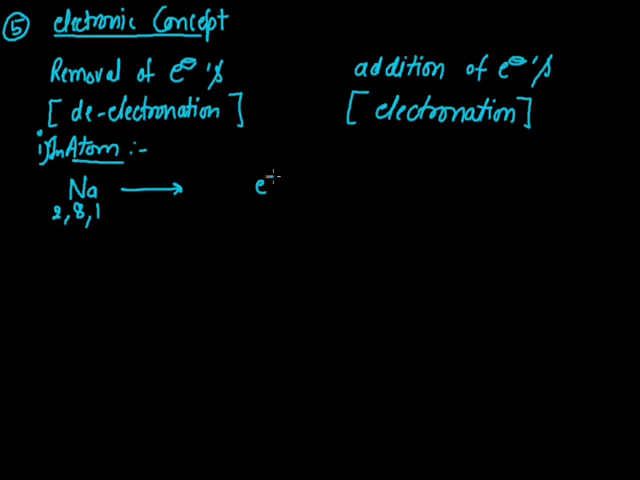 ⑤ electronic Concept
Removal of e⊖'s
[ de-electronation ]
addition of e⊖'s
[ electronation ]
i) In Atom :-
Na ⟶ e⁻
2, 8, 1